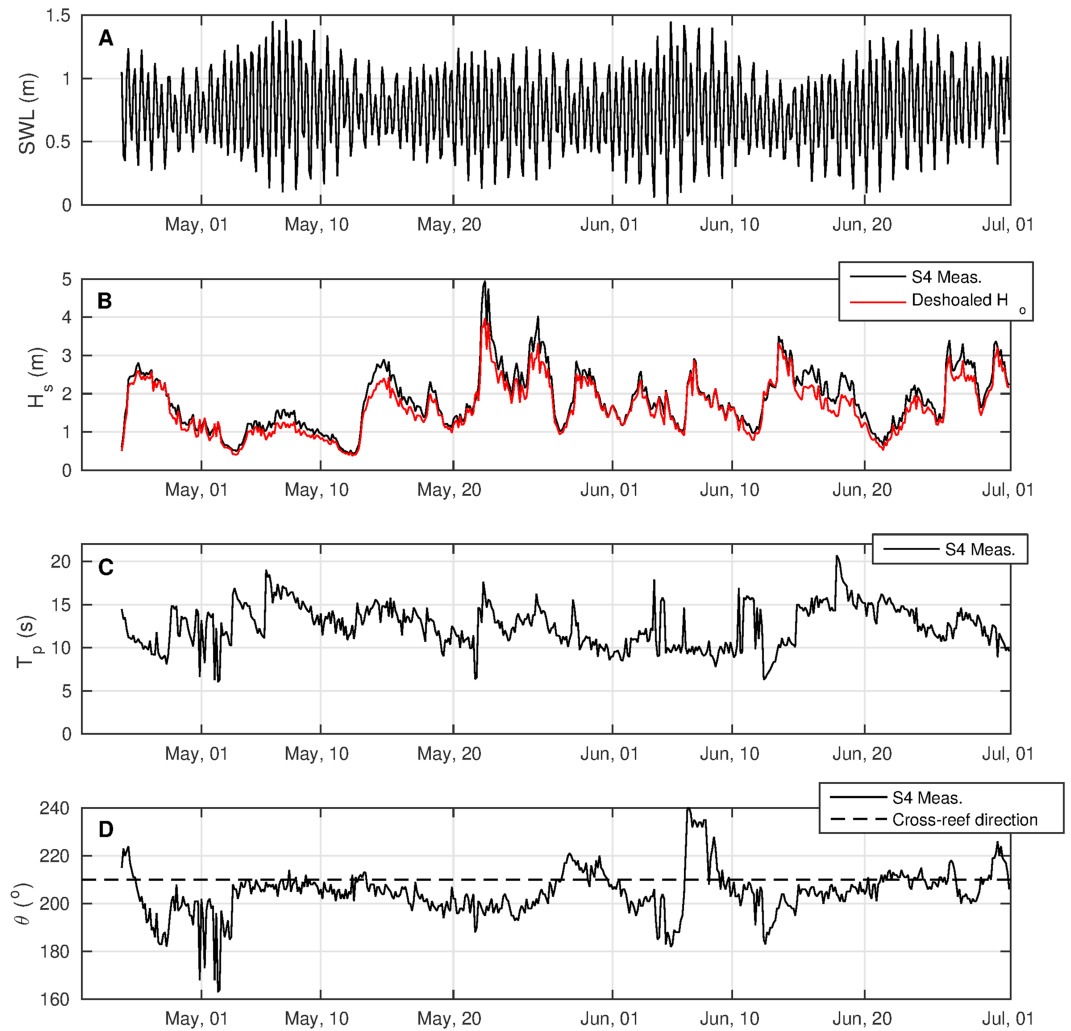 A
SWL (m)
1.5
1
0.5
0
May, 01 May, 10 May, 20 Jun, 01 Jun, 10 Jun, 20 Jul, 01
B
S4 Meas.
Deshoaled H o
H s (m)
5
4
3
2
1
0
May, 01 May, 10 May, 20 Jun, 01 Jun, 10 Jun, 20 Jul, 01
C
S4 Meas.
T p (s)
20
15
10
5
0
May, 01 May, 10 May, 20 Jun, 01 Jun, 10 Jun, 20 Jul, 01
D
S4 Meas.
Cross-reef direction
θ (°)
240
220
200
180
160
May, 01 May, 10 May, 20 Jun, 01 Jun, 10 Jun, 20 Jul, 01